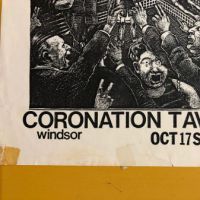 CORONATION TAV
windsor
OCT 17 S